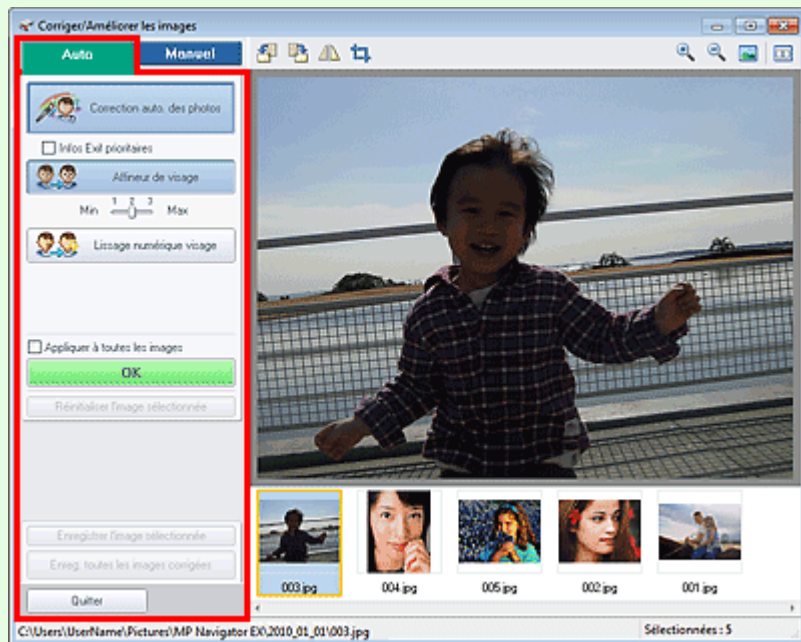 Corriger/Améliorer les images
Auto Manuel
Correction auto. des photos
Infos Exif prioritaires
Affineur de visage
1 2 3
Min Max
Lissage numérique visage
Appliquer à toutes les images
OK
Réinitialiser l'image sélectionnée
Enregistrer l'image sélectionnée
Enreg. toutes les images corrigées
Quitter
003.jpg 004.jpg 005.jpg 002.jpg 001.jpg
C:\Users\UserName\Pictures\MP Navigator EX\2010_01_01\003.jpg Sélectionnées : 5